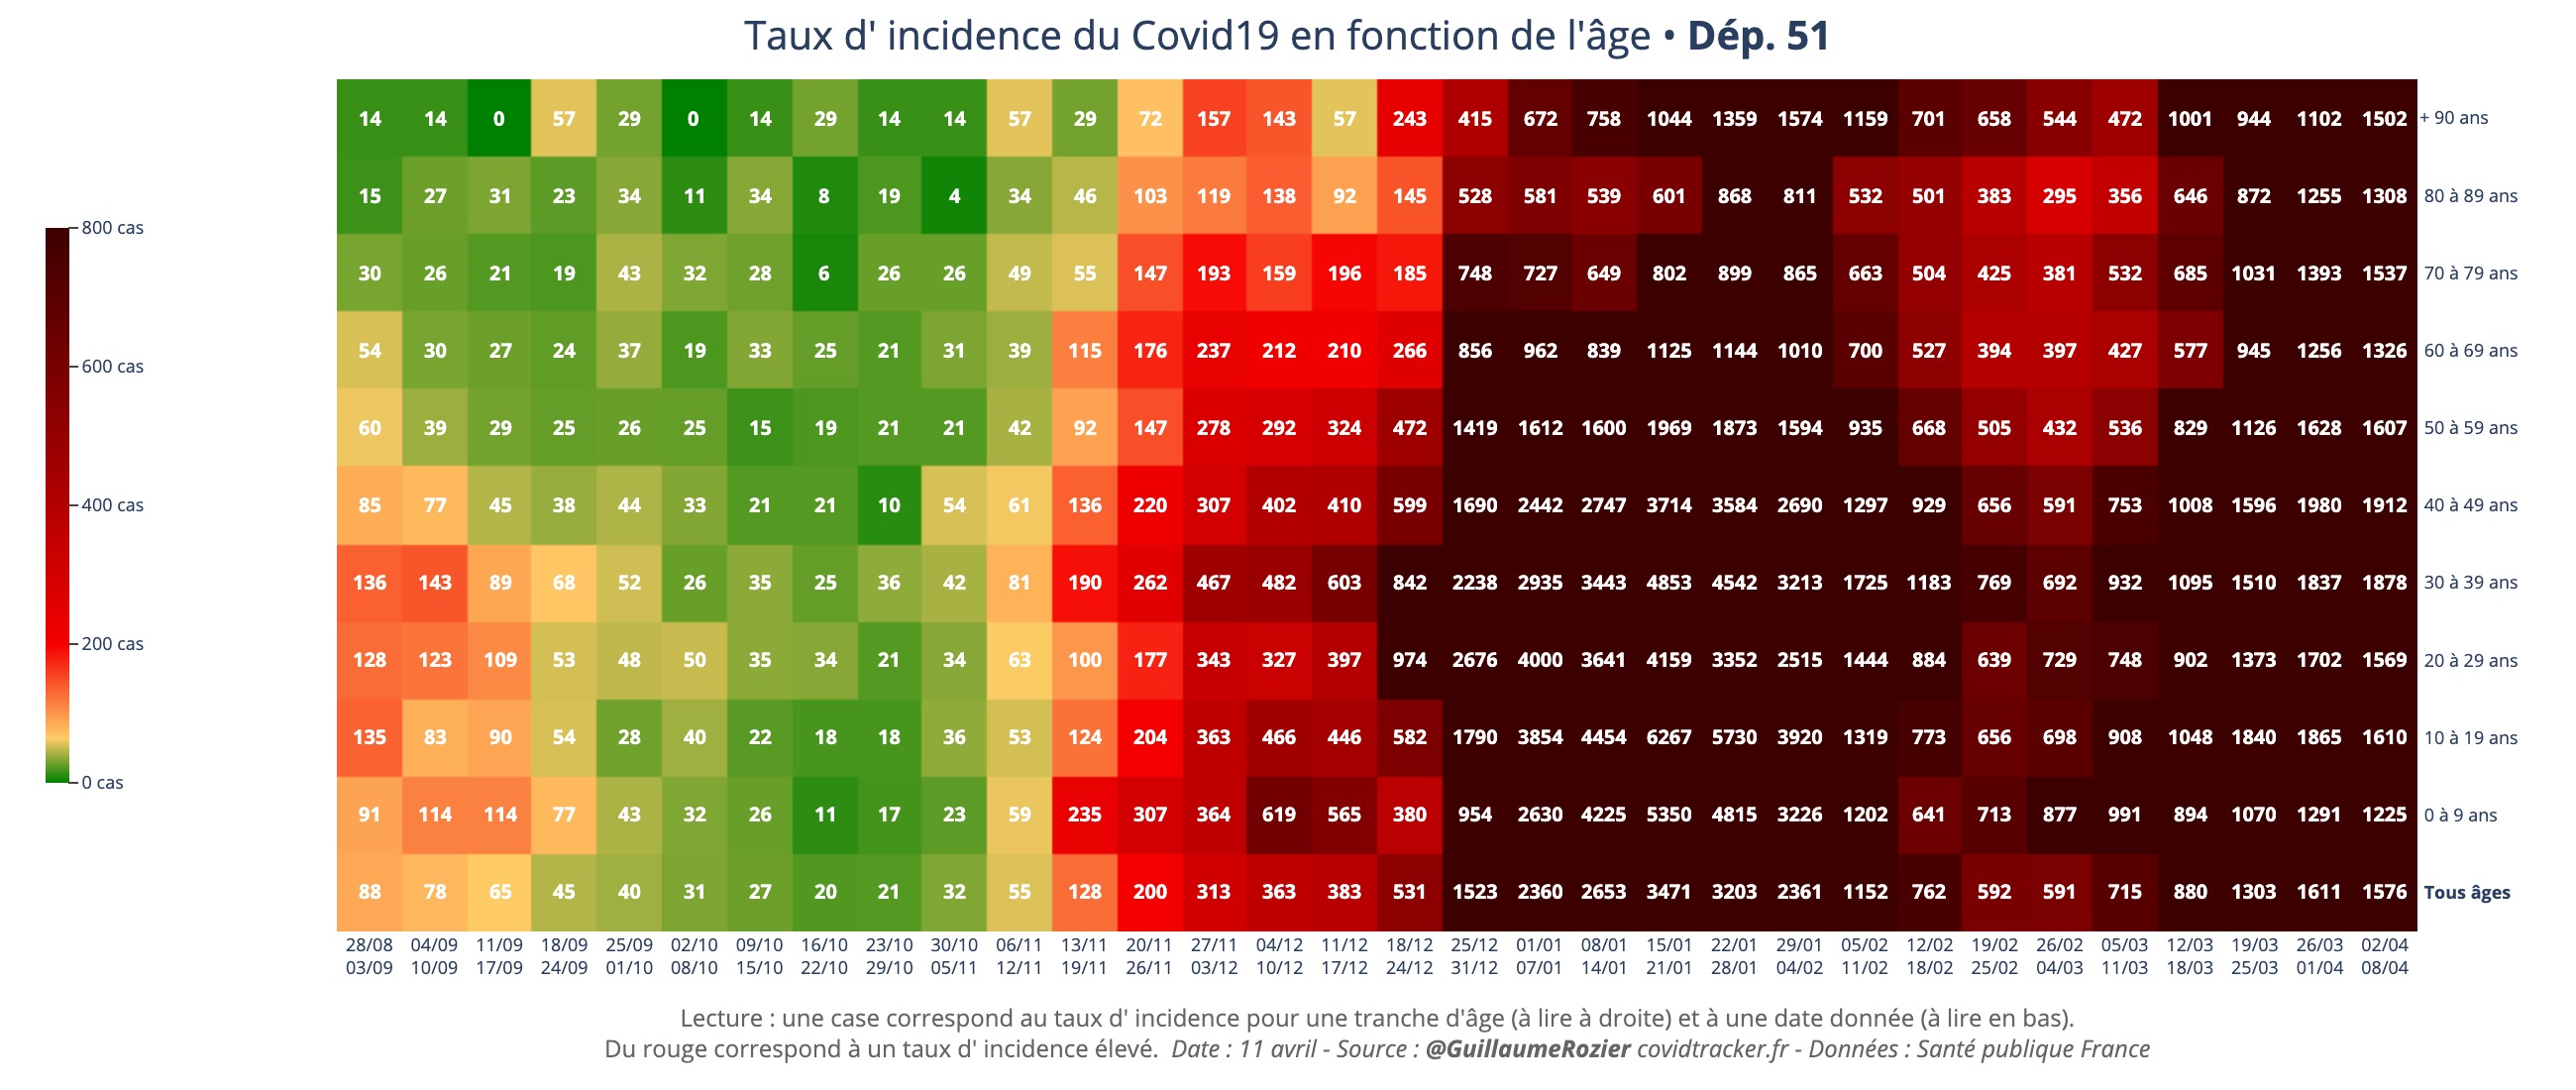 Taux d' incidence du Covid19 en fonction de l'âge • Dép. 51
800 cas
600 cas
400 cas
200 cas
0 cas
14 14 0 57 29 0 14 29 14 14 57 29 72 157 143 57 243 415 672 758 1044 1359 1574 1159 701 658 544 472 1001 944 1102 1502 + 90 ans
15 27 31 23 34 11 34 8 19 4 34 46 103 119 138 92 145 528 581 539 601 868 811 532 501 383 295 356 646 872 1255 1308 80 à 89 ans
30 26 21 19 43 32 28 6 26 26 49 55 147 193 159 196 185 748 727 649 802 899 865 663 504 425 381 532 685 1031 1393 1537 70 à 79 ans
54 30 27 24 37 19 33 25 21 31 39 115 176 237 212 210 266 856 962 839 1125 1144 1010 700 527 394 397 427 577 945 1256 1326 60 à 69 ans
60 39 29 25 26 25 15 19 21 21 42 92 147 278 292 324 472 1419 1612 1600 1969 1873 1594 935 668 505 432 536 829 1126 1628 1607 50 à 59 ans
85 77 45 38 44 33 21 21 10 54 61 136 220 307 402 410 599 1690 2442 2747 3714 3584 2690 1297 929 656 591 753 1008 1596 1980 1912 40 à 49 ans
136 143 89 68 52 26 35 25 36 42 81 190 262 467 482 603 842 2238 2935 3443 4853 4542 3213 1725 1183 769 692 932 1095 1510 1837 1878 30 à 39 ans
128 123 109 53 48 50 35 34 21 34 63 100 177 343 327 397 974 2676 4000 3641 4159 3352 2515 1444 884 639 729 748 902 1373 1702 1569 20 à 29 ans
135 83 90 54 28 40 22 18 18 36 53 124 204 363 466 446 582 1790 3854 4454 6267 5730 3920 1319 773 656 698 908 1048 1840 1865 1610 10 à 19 ans
91 114 114 77 43 32 26 11 17 23 59 235 307 364 619 565 380 954 2630 4225 5350 4815 3226 1202 641 713 877 991 894 1070 1291 1225 0 à 9 ans
88 78 65 45 40 31 27 20 21 32 55 128 200 313 363 383 531 1523 2360 2653 3471 3203 2361 1152 762 592 591 715 880 1303 1611 1576 Tous âges
28/08 04/09 11/09 18/09 25/09 02/10 09/10 16/10 23/10 30/10 06/11 13/11 20/11 27/11 04/12 11/12 18/12 25/12 01/01 08/01 15/01 22/01 29/01 05/02 12/02 19/02 26/02 05/03 12/03 19/03 26/03 02/04
03/09 10/09 17/09 24/09 01/10 08/10 15/10 22/10 29/10 05/11 12/11 19/11 26/11 03/12 10/12 17/12 24/12 31/12 07/01 14/01 21/01 28/01 04/02 11/02 18/02 25/02 04/03 11/03 18/03 25/03 01/04 08/04
Lecture : une case correspond au taux d' incidence pour une tranche d'âge (à lire à droite) et à une date donnée (à lire en bas).
Du rouge correspond à un taux d' incidence élevé. Date : 11 avril - Source : @GuillaumeRozier covidtracker.fr - Données : Santé publique France